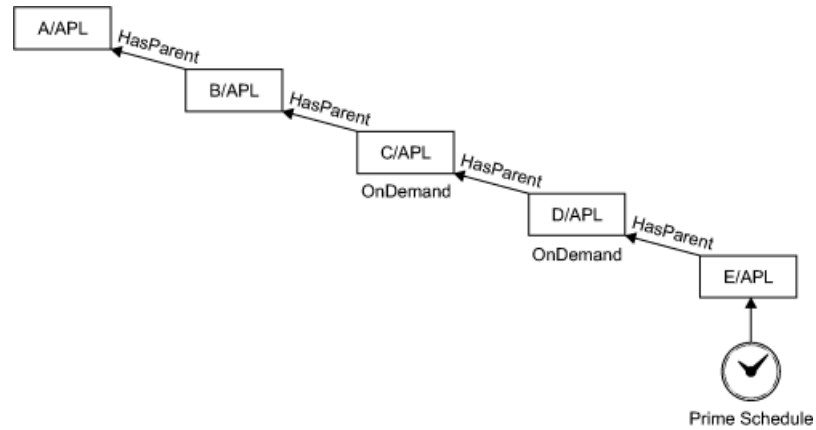 A/APL
HasParent
B/APL
HasParent
C/APL
HasParent
OnDemand
D/APL
HasParent
OnDemand
E/APL
Prime Schedule